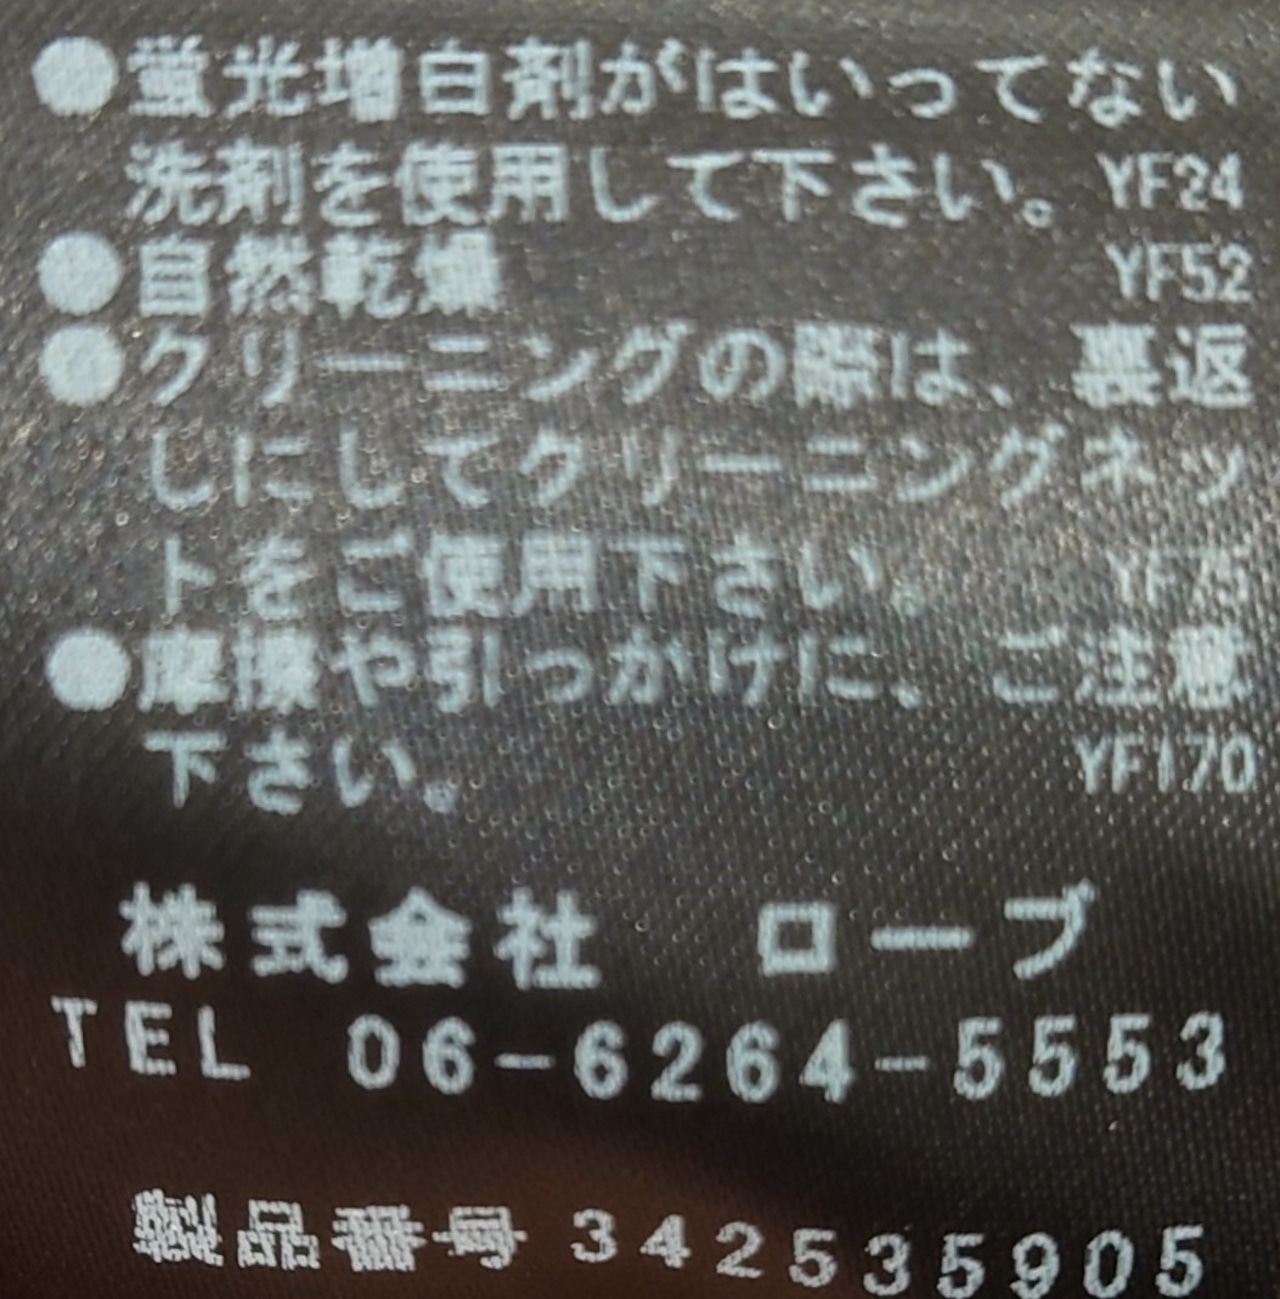 ●蛍光増白剤がはいってない
洗剤を使用して下さい。 YF24
●自然乾燥 YF52
●クリーニングの際は、裏返
しにしてクリーニングネッ
トをご使用下さい。 YF75
●摩擦や引っかけに、ご注意
下さい。 YF170
株式会社 ローブ
TEL 06-6264-5553
製品番号 342535905